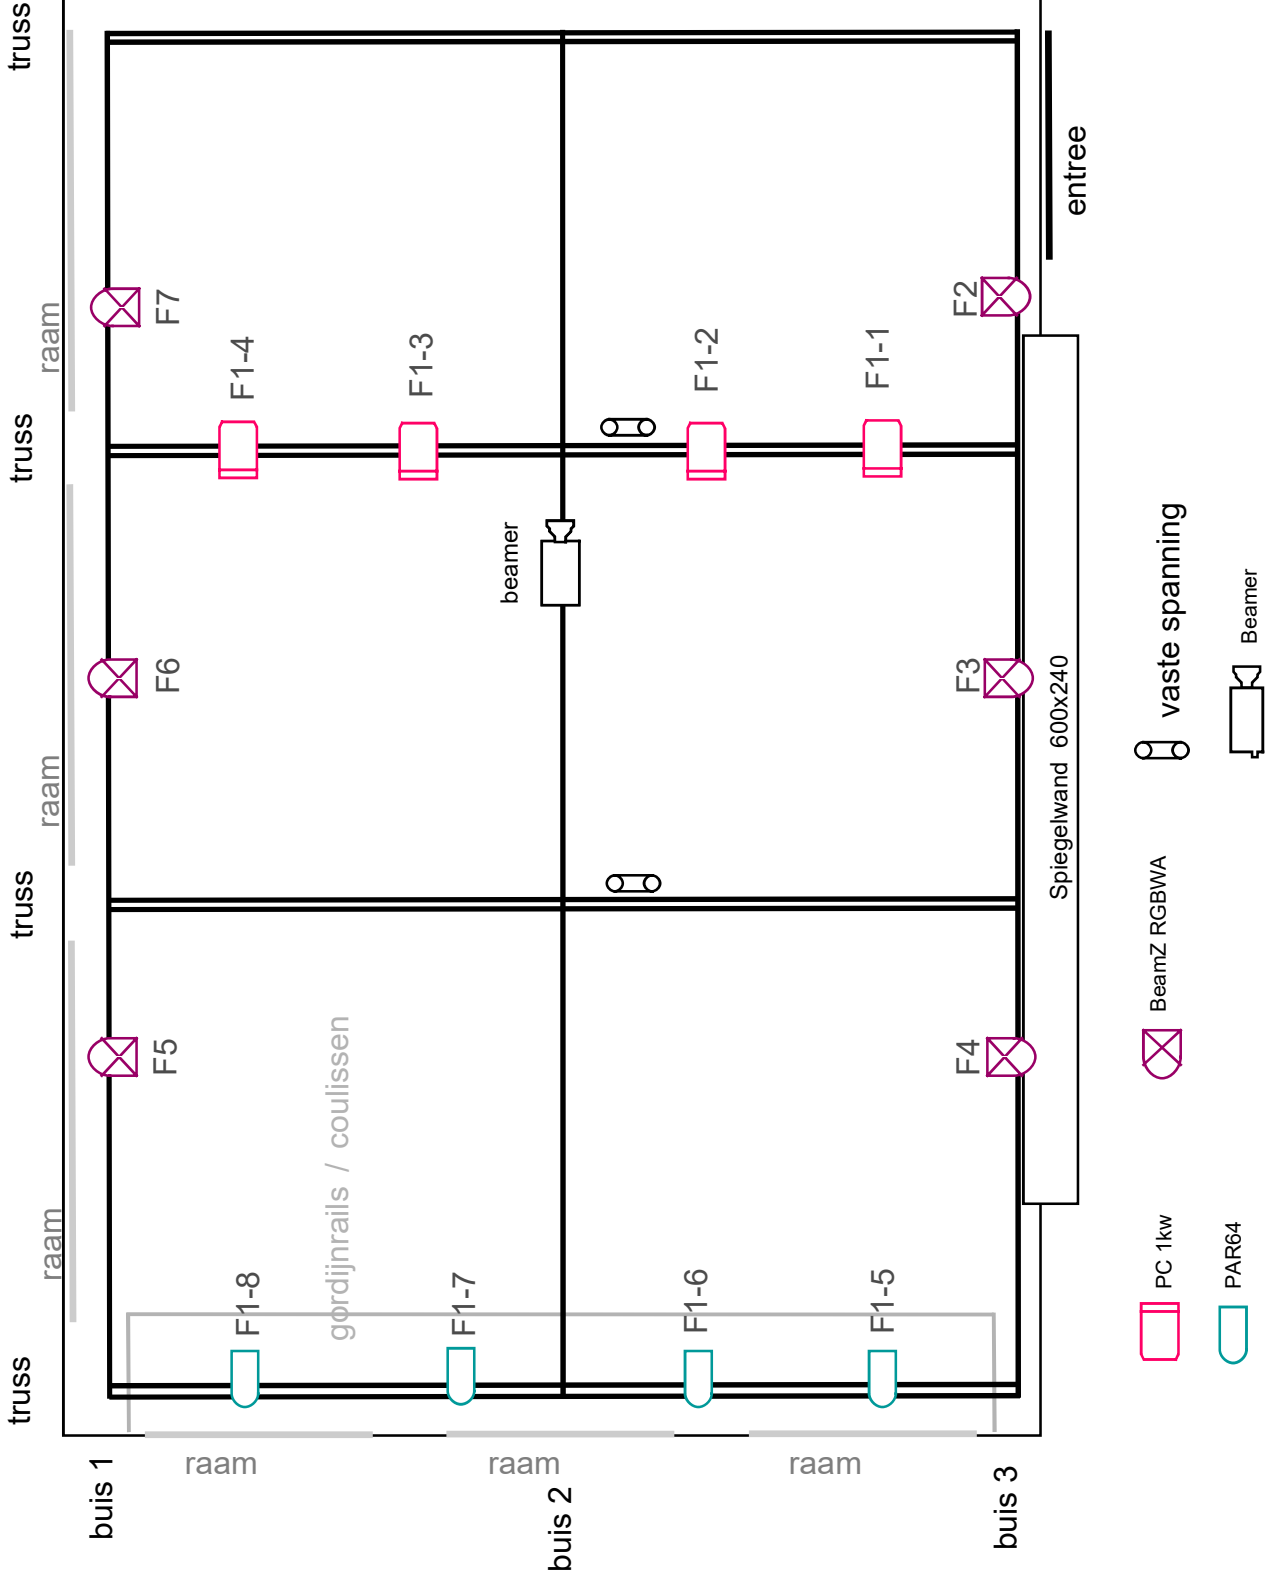 truss
truss
truss
truss
raam
raam
raam
F7
F2
entree
F1-4
F1-3
F1-2
F1-1
beamer
F6
F3
Spiegelwand 600x240
F5
F4
gordijnrails / coulissen
F1-8
F1-7
F1-6
F1-5
raam
raam
raam
buis 1
buis 2
buis 3
vaste spanning
Beamer
BeamZ RGBWA
PC 1kw
PAR64